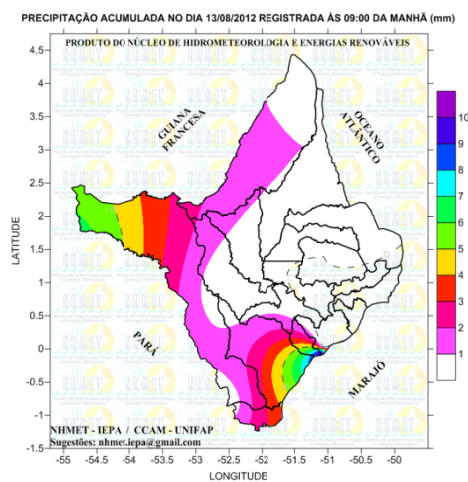 PRECIPITAÇÃO ACUMULADA NO DIA 13/08/2012 REGISTRADA ÀS 09:00 DA MANHÃ (mm)
PRODUTO DO NÚCLEO DE HIDROMETEOROLOGIA E ENERGIAS RENOVÁVEIS
GUIANA
FRANCESA
OCEANO
ATLÂNTICO
LATITUDE
4.5
4
3.5
3
2.5
2
1.5
1
0.5
0
-0.5
-1
-1.5
PARÁ
MARAJÓ
10
9
8
7
6
5
4
3
2
1
NHMET - IEPA / CCAM - UNIFAP
Sugestões: nhmet.iepa@gmail.com
-55 -54.5 -54 -53.5 -53 -52.5 -52 -51.5 -51 -50.5 -50
LONGITUDE